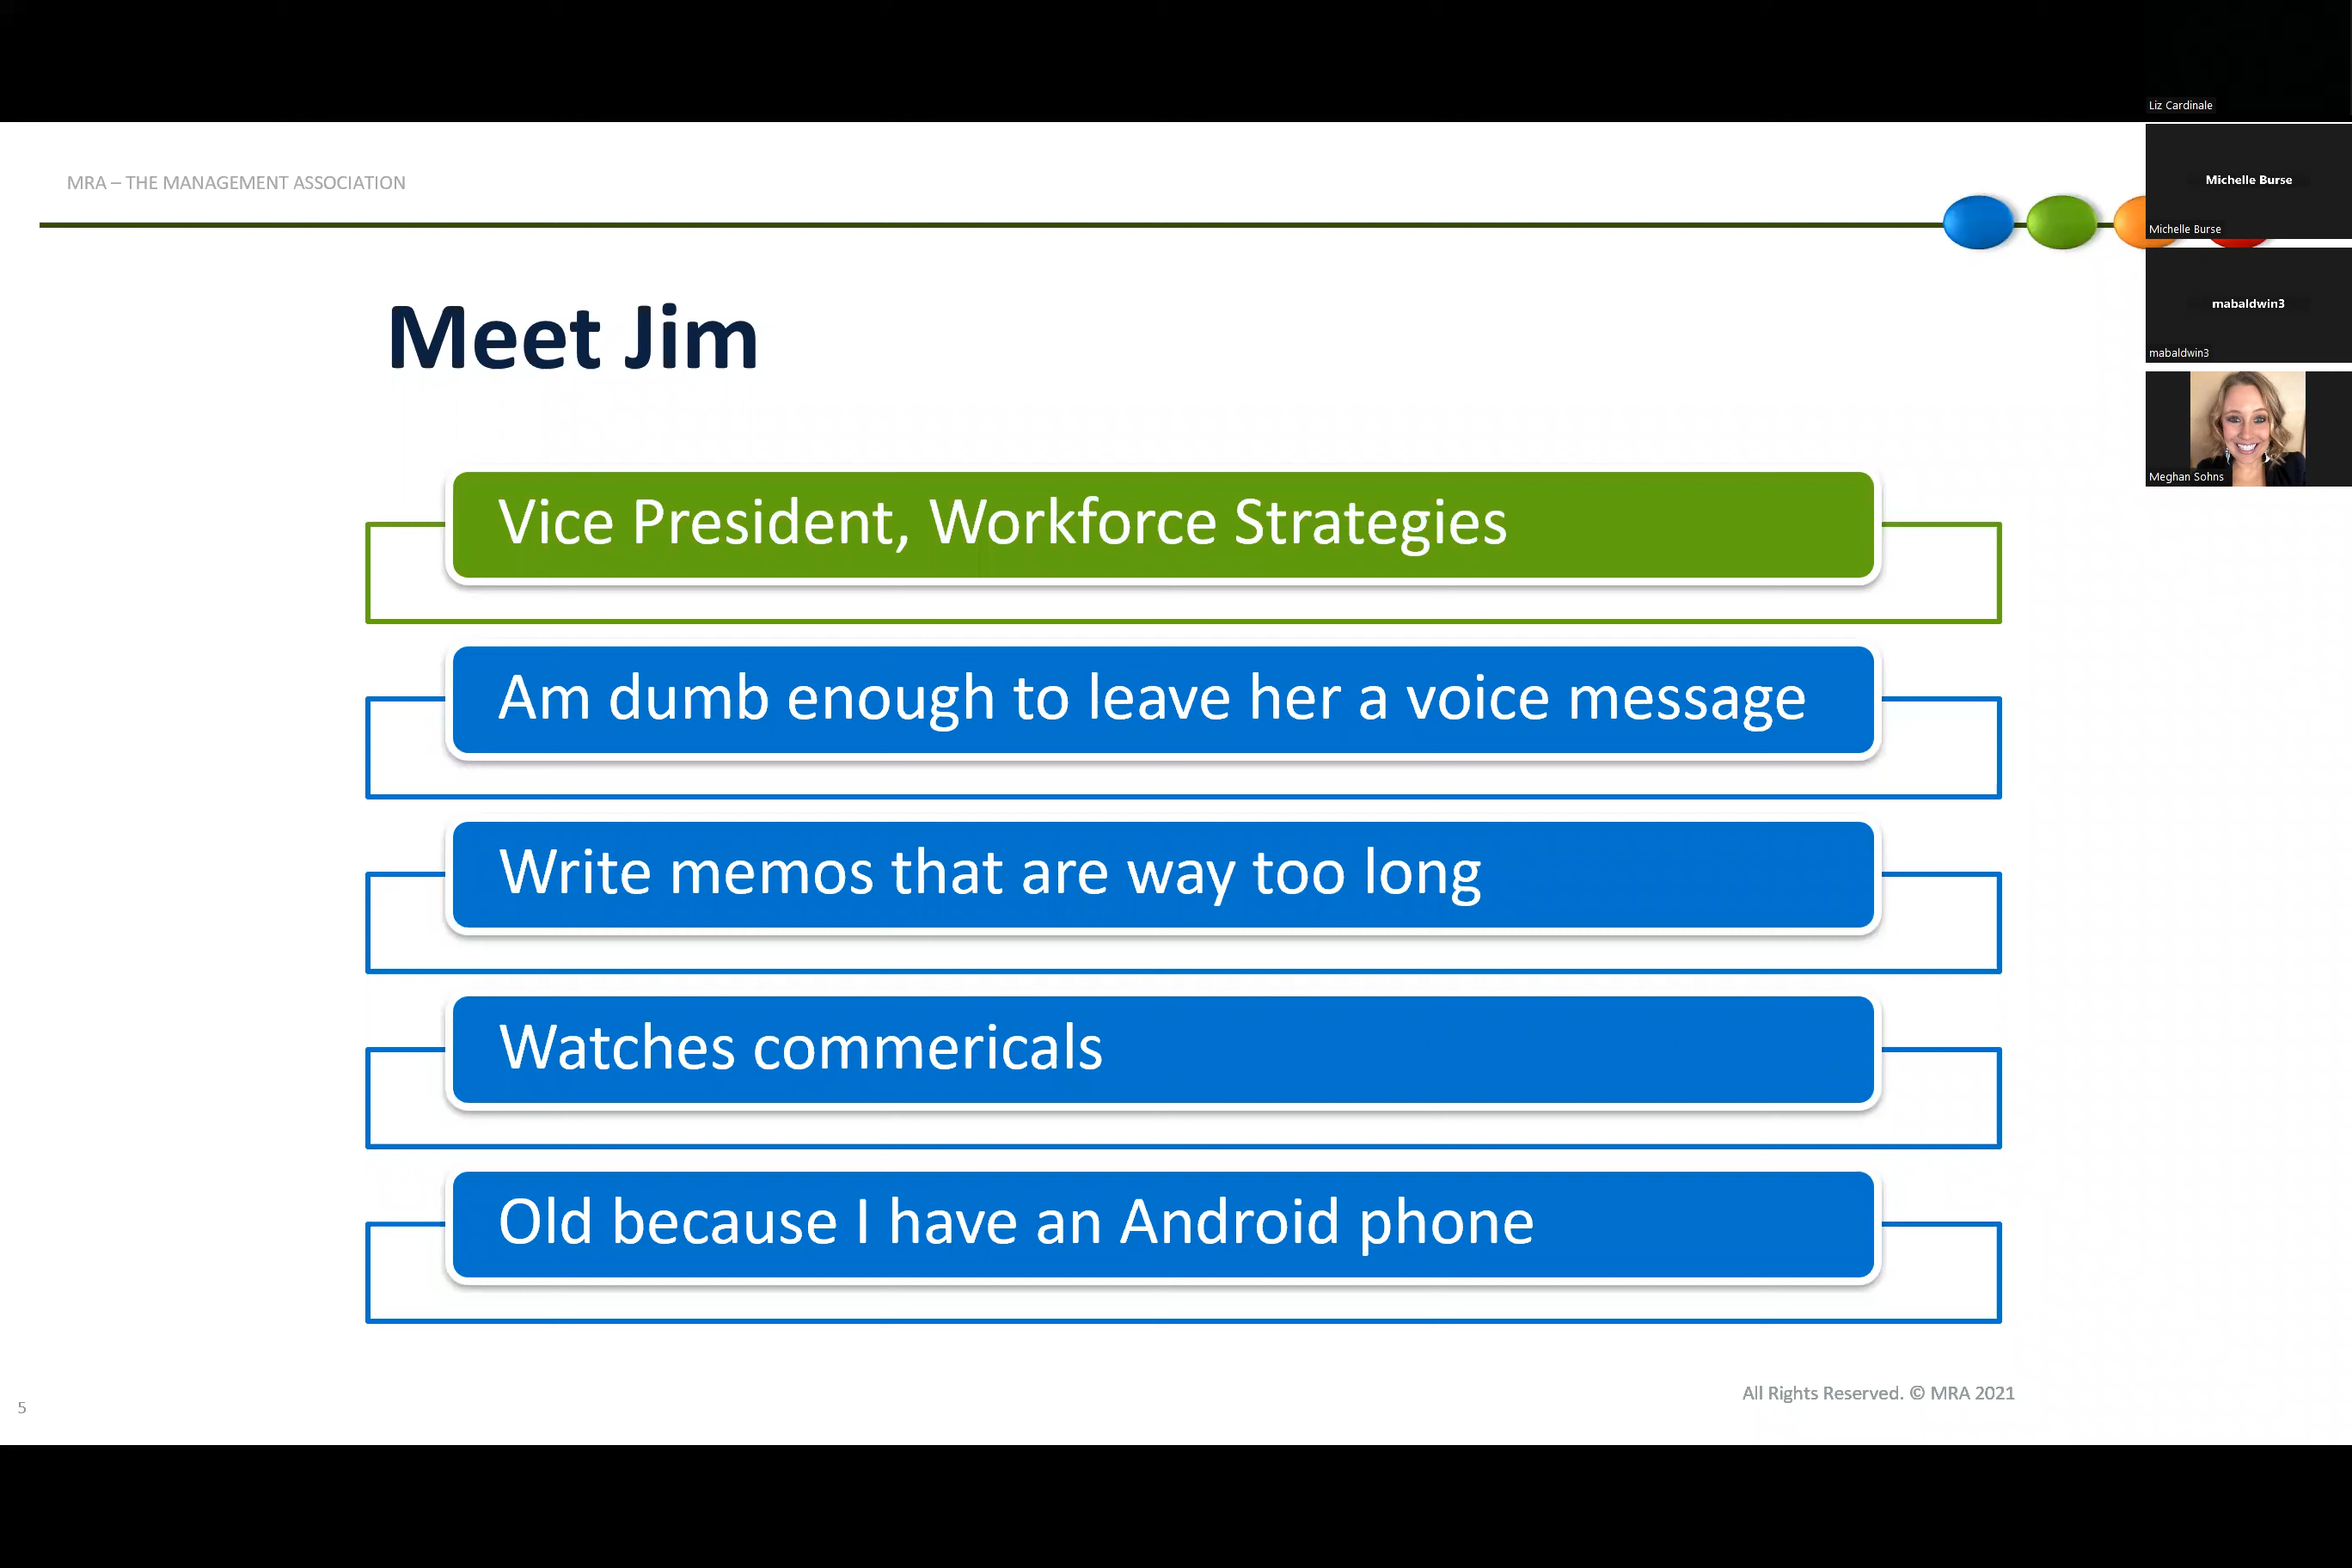 Liz Cardinale
MRA – THE MANAGEMENT ASSOCIATION
Michelle Burse
Michelle Burse
mabaldwin3
mabaldwin3
Meghan Sohns
Meet Jim
Vice President, Workforce Strategies
Am dumb enough to leave her a voice message
Write memos that are way too long
Watches commericals
Old because I have an Android phone
All Rights Reserved. © MRA 2021
5